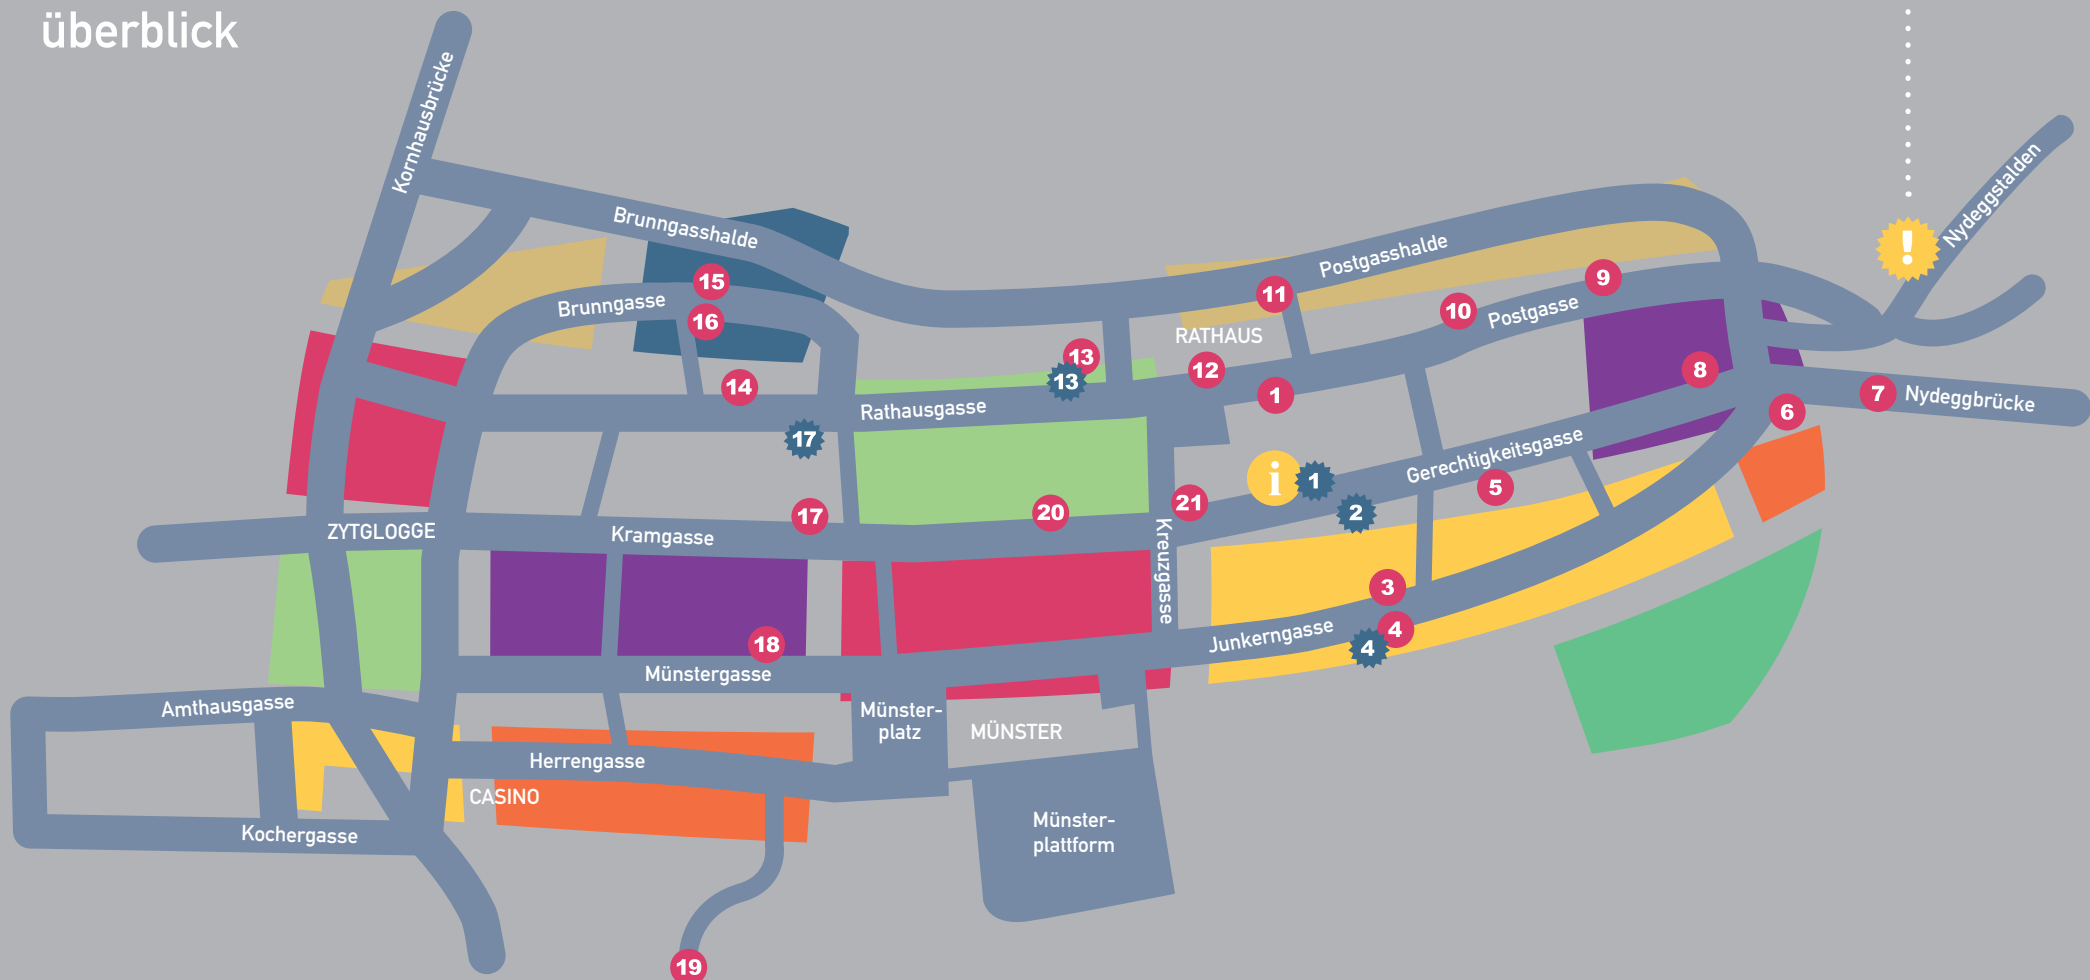 überblick
Kornhausbrücke
Nydeggstalden
!
Brunngasshalde
Postgasshalde
15
9
11
Brunngasse
16
10
Postgasse
RATHAUS
13
12
8
13
14
1
7
Nydeggbrücke
Rathausgasse
6
17
Gerechtigkeitsgasse
i
1
5
21
2
17
20
ZYTGLOGGE
Kramgasse
Kreuzgasse
3
4
Junkerngasse
18
4
Münstergasse
Amthausgasse
Münster-
platz
MÜNSTER
Herrengasse
CASINO
Münster-
plattform
Kochergasse
19